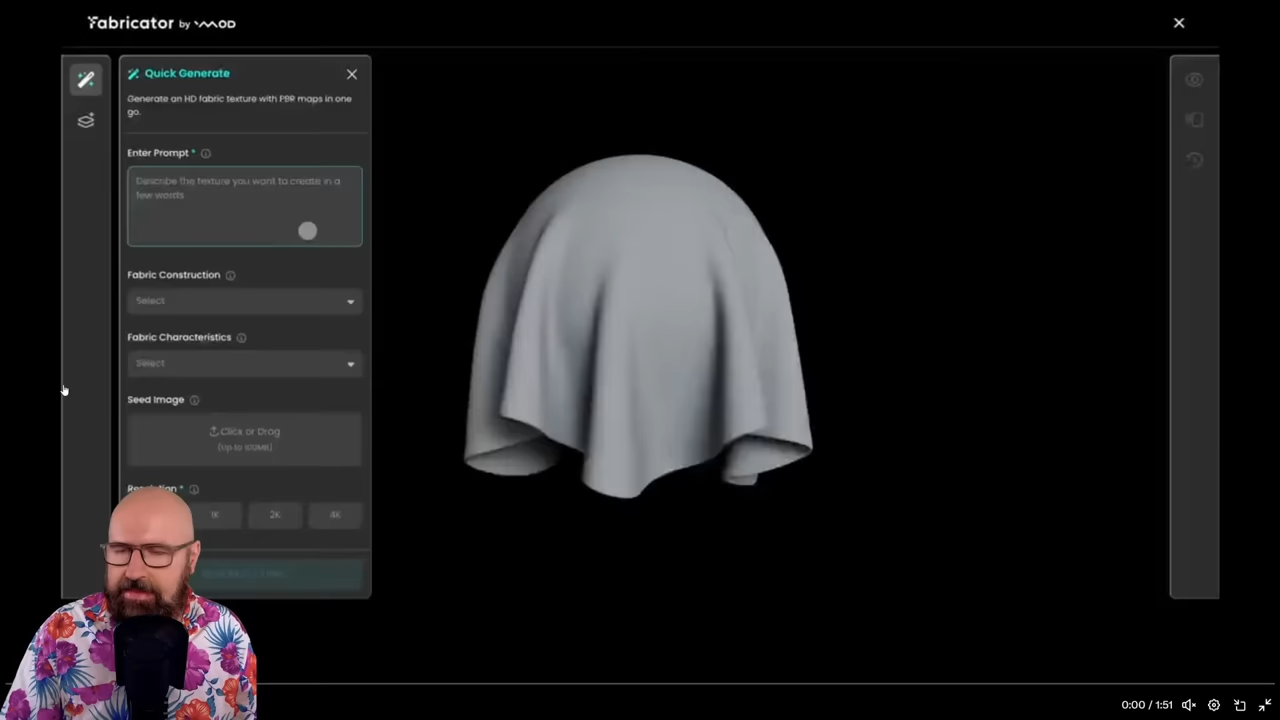 Fabricator by MOD
Quick Generate
Generate an HD fabric texture with PBR maps in one
go.
Enter Prompt *
Describe the texture you want to create in a
few words
Fabric Construction
Select
Fabric Characteristics
Select
Seed Image
Click or Drag
(Up to 100MB)
Resolution *
1K
2K
4K
0:00 / 1:51